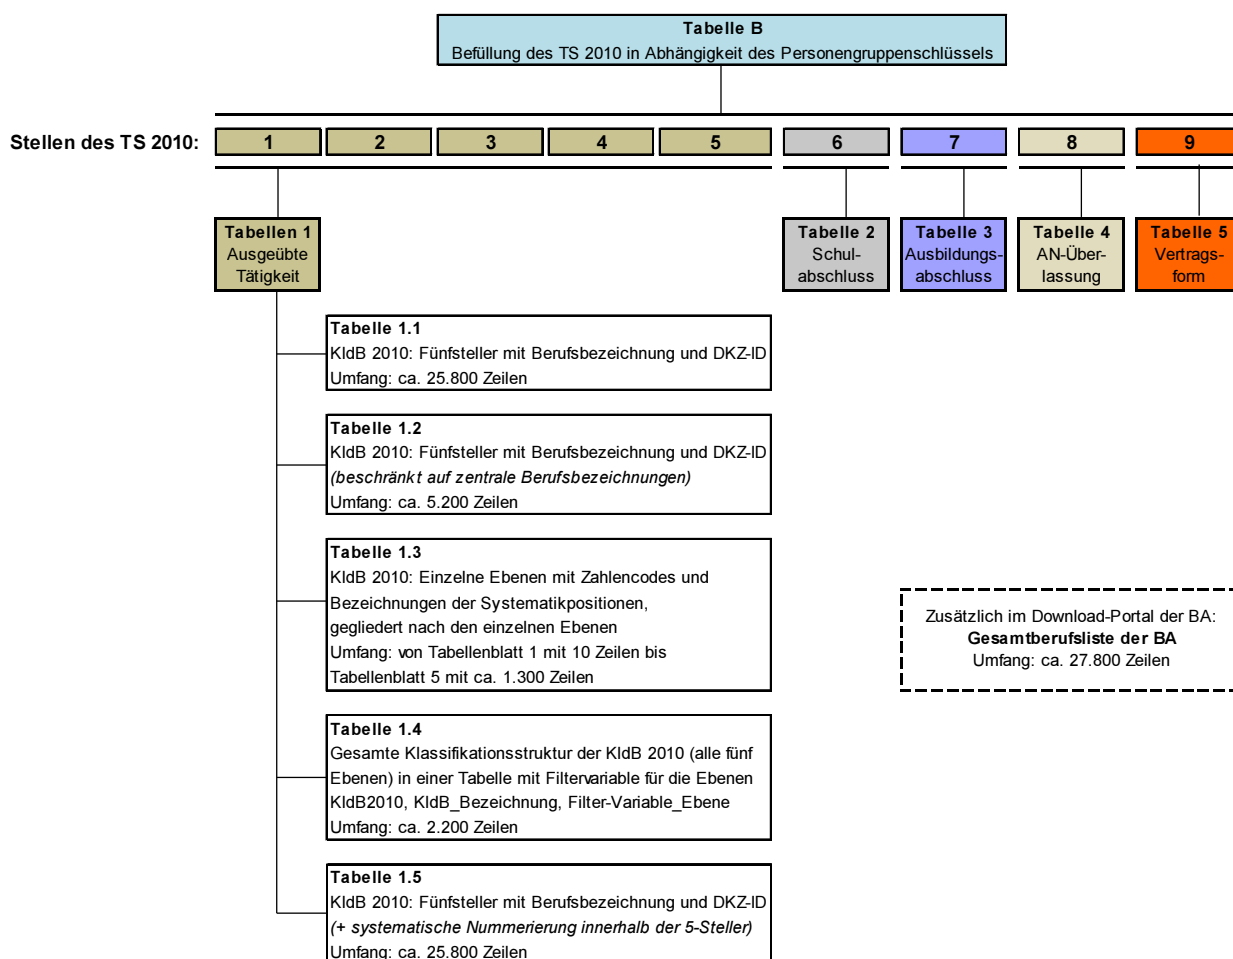 Tabelle B
Befüllung des TS 2010 in Abhängigkeit des Personengruppenschlüssels
Stellen des TS 2010:
1
2
3
4
5
6
7
8
9
Tabellen 1
Ausgeübte
Tätigkeit
Tabelle 2
Schul-
abschluss
Tabelle 3
Ausbildungs-
abschluss
Tabelle 4
AN-Über-
lassung
Tabelle 5
Vertrags-
form
Tabelle 1.1
KldB 2010: Fünfsteller mit Berufsbezeichnung und DKZ-ID
Umfang: ca. 25.800 Zeilen
Tabelle 1.2
KldB 2010: Fünfsteller mit Berufsbezeichnung und DKZ-ID
(beschränkt auf zentrale Berufsbezeichnungen)
Umfang: ca. 5.200 Zeilen
Tabelle 1.3
KldB 2010: Einzelne Ebenen mit Zahlencodes und
Bezeichnungen der Systematikpositionen,
gegliedert nach den einzelnen Ebenen
Umfang: von Tabellenblatt 1 mit 10 Zeilen bis
Tabellenblatt 5 mit ca. 1.300 Zeilen
Zusätzlich im Download-Portal der BA:
Gesamtberufsliste der BA
Umfang: ca. 27.800 Zeilen
Tabelle 1.4
Gesamte Klassifikationsstruktur der KldB 2010 (alle fünf
Ebenen) in einer Tabelle mit Filtervariable für die Ebenen
KldB2010, KldB_Bezeichnung, Filter-Variable_Ebene
Umfang: ca. 2.200 Zeilen
Tabelle 1.5
KldB 2010: Fünfsteller mit Berufsbezeichnung und DKZ-ID
(+ systematische Nummerierung innerhalb der 5-Steller)
Umfang: ca. 25.800 Zeilen